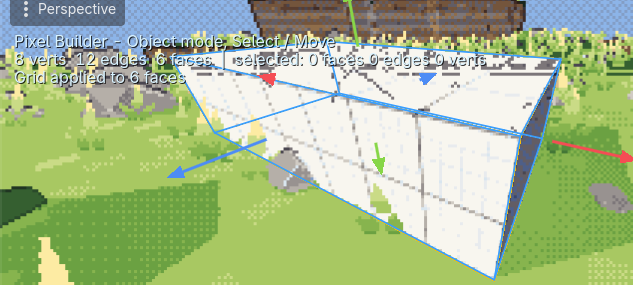 Perspective
Pixel Builder - Object mode, Select / Move
8 verts 12 edges 6 faces selected: 0 faces 0 edges 0 verts
Grid applied to 6 faces